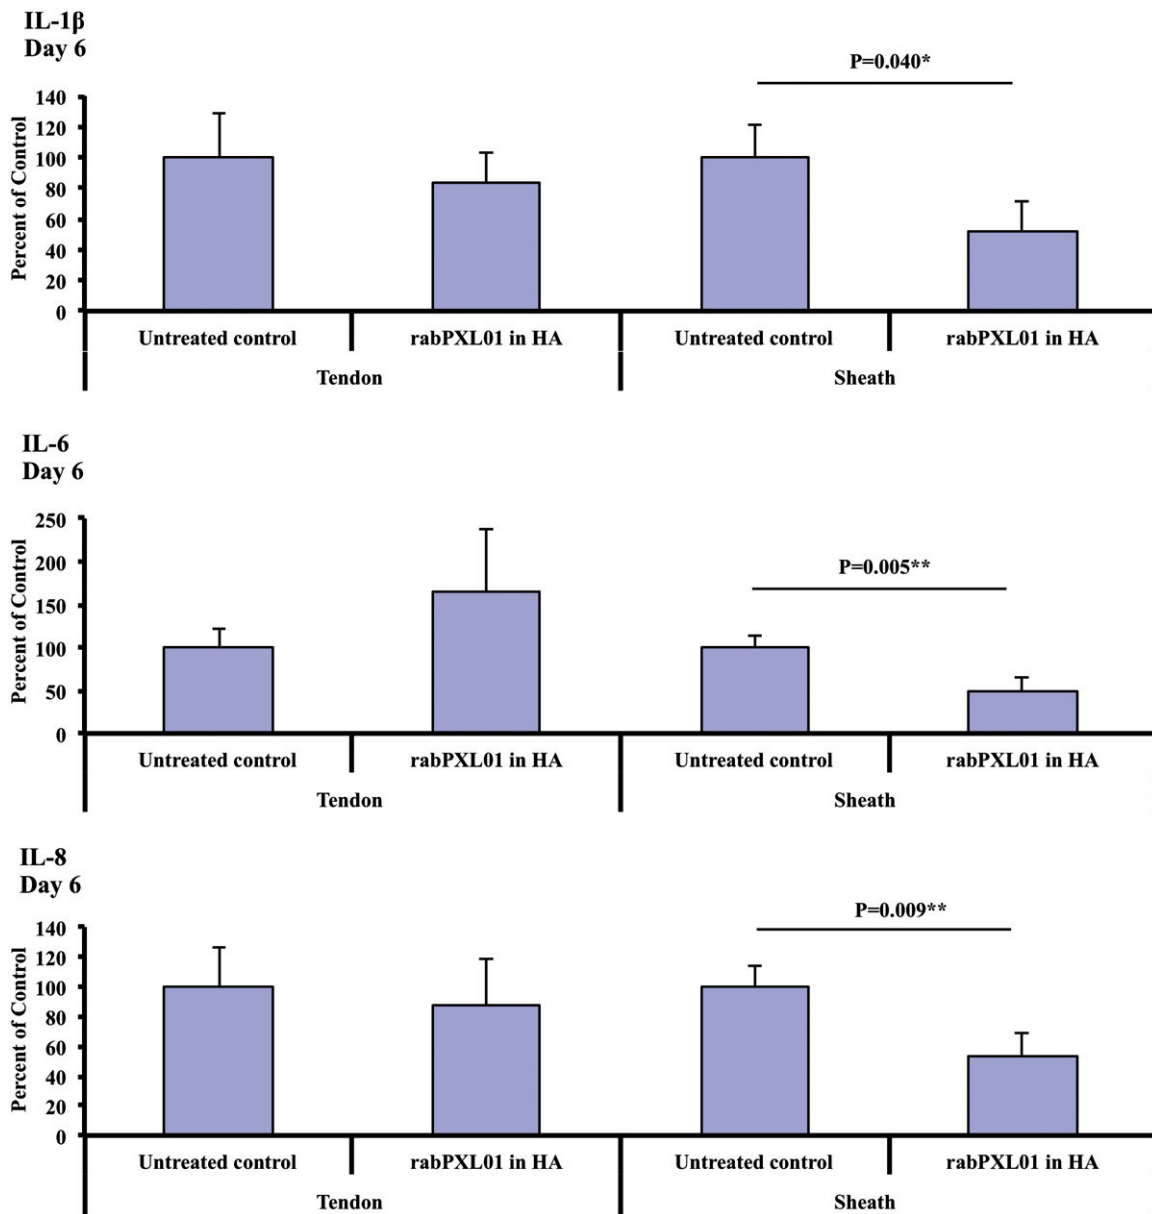 IL-1β
Day 6
P=0.040*
Percent of Control
140
120
100
80
60
40
20
0
Untreated control rabPXL01 in HA Untreated control rabPXL01 in HA
Tendon Sheath
IL-6
Day 6
P=0.005**
Percent of Control
250
200
150
100
50
0
Untreated control rabPXL01 in HA Untreated control rabPXL01 in HA
Tendon Sheath
IL-8
Day 6
P=0.009**
Percent of Control
140
120
100
80
60
40
20
0
Untreated control rabPXL01 in HA Untreated control rabPXL01 in HA
Tendon Sheath